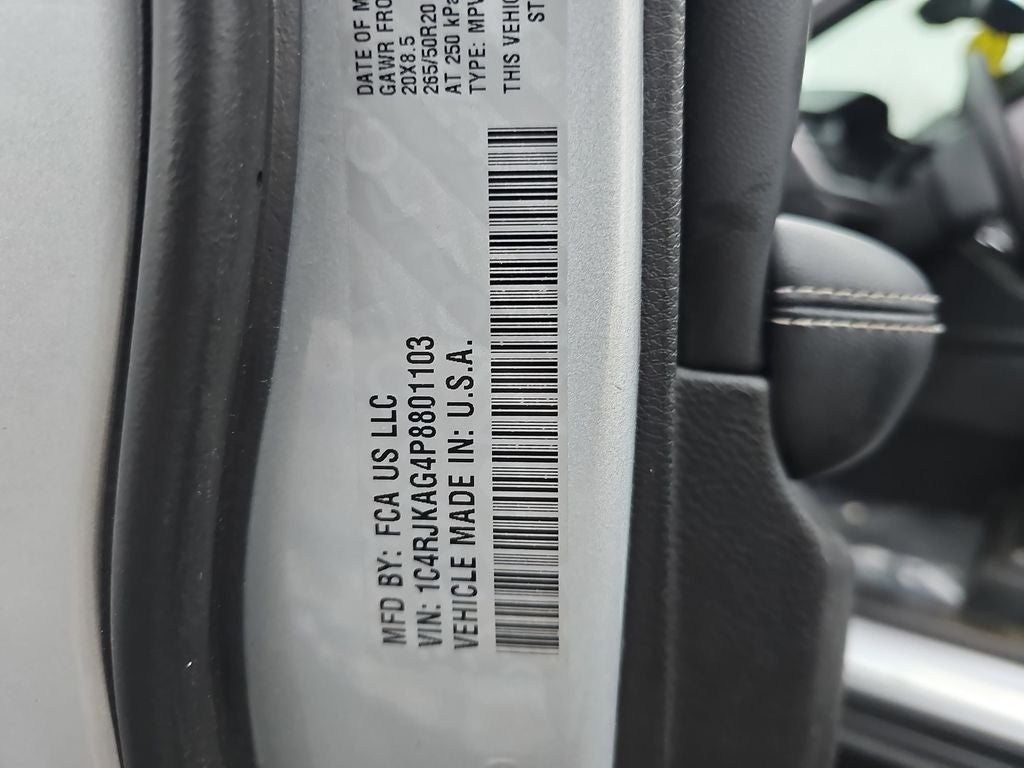 MFD BY: FCA US LLC
VIN: 1C4RJKAG4P8801103
VEHICLE MADE IN: U.S.A.
DATE OF M
GAWR FRO
20X8.5
265/50R20
AT 250 kPa
TYPE: MPV
THIS VEHIC
ST